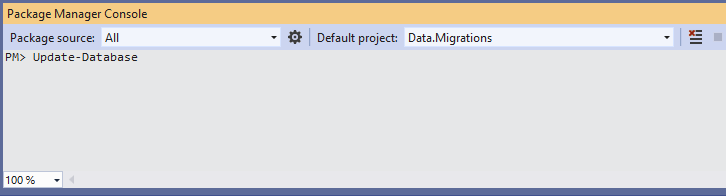 Package Manager Console
Package source: All Default project: Data.Migrations
PM> Update-Database
100 %